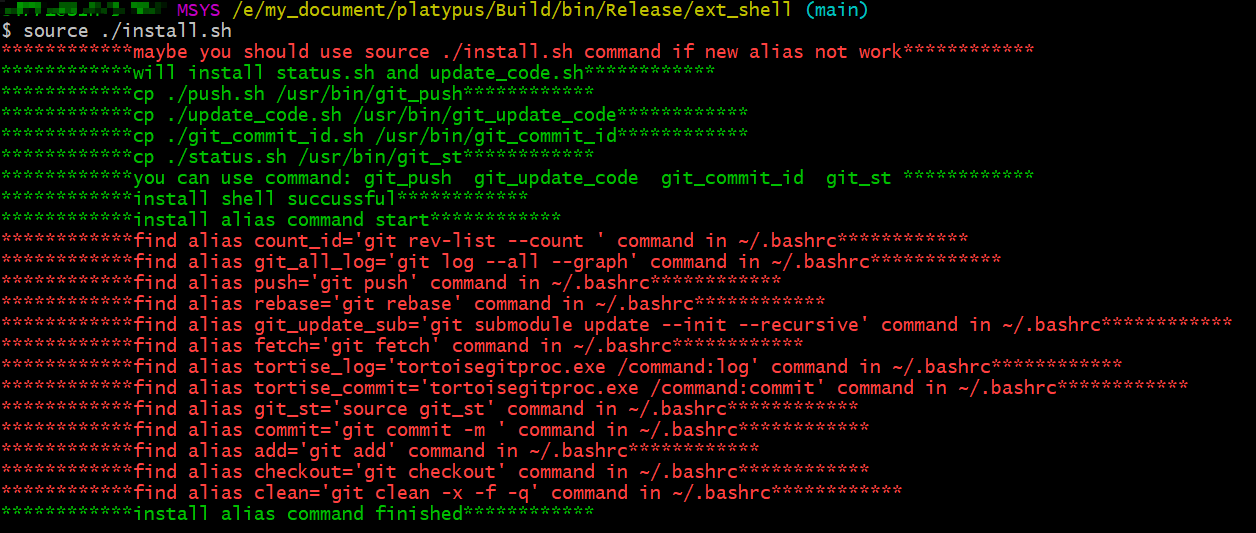 MSYS /e/my_document/platypus/Build/bin/Release/ext_shell (main)
$ source ./install.sh
************maybe you should use source ./install.sh command if new alias not work************
************will install status.sh and update_code.sh************
************cp ./push.sh /usr/bin/git_push************
************cp ./update_code.sh /usr/bin/git_update_code************
************cp ./git_commit_id.sh /usr/bin/git_commit_id************
************cp ./status.sh /usr/bin/git_st************
************you can use command: git_push  git_update_code  git_commit_id  git_st ************
************install shell succussful************
************install alias command start************
************find alias count_id='git rev-list --count ' command in ~/.bashrc************
************find alias git_all_log='git log --all --graph' command in ~/.bashrc************
************find alias push='git push' command in ~/.bashrc************
************find alias rebase='git rebase' command in ~/.bashrc************
************find alias git_update_sub='git submodule update --init --recursive' command in ~/.bashrc************
************find alias fetch='git fetch' command in ~/.bashrc************
************find alias tortise_log='tortoisegitproc.exe /command:log' command in ~/.bashrc************
************find alias tortise_commit='tortoisegitproc.exe /command:commit' command in ~/.bashrc************
************find alias git_st='source git_st' command in ~/.bashrc************
************find alias commit='git commit -m ' command in ~/.bashrc************
************find alias add='git add' command in ~/.bashrc************
************find alias checkout='git checkout' command in ~/.bashrc************
************find alias clean='git clean -x -f -q' command in ~/.bashrc************
************install alias command finished************